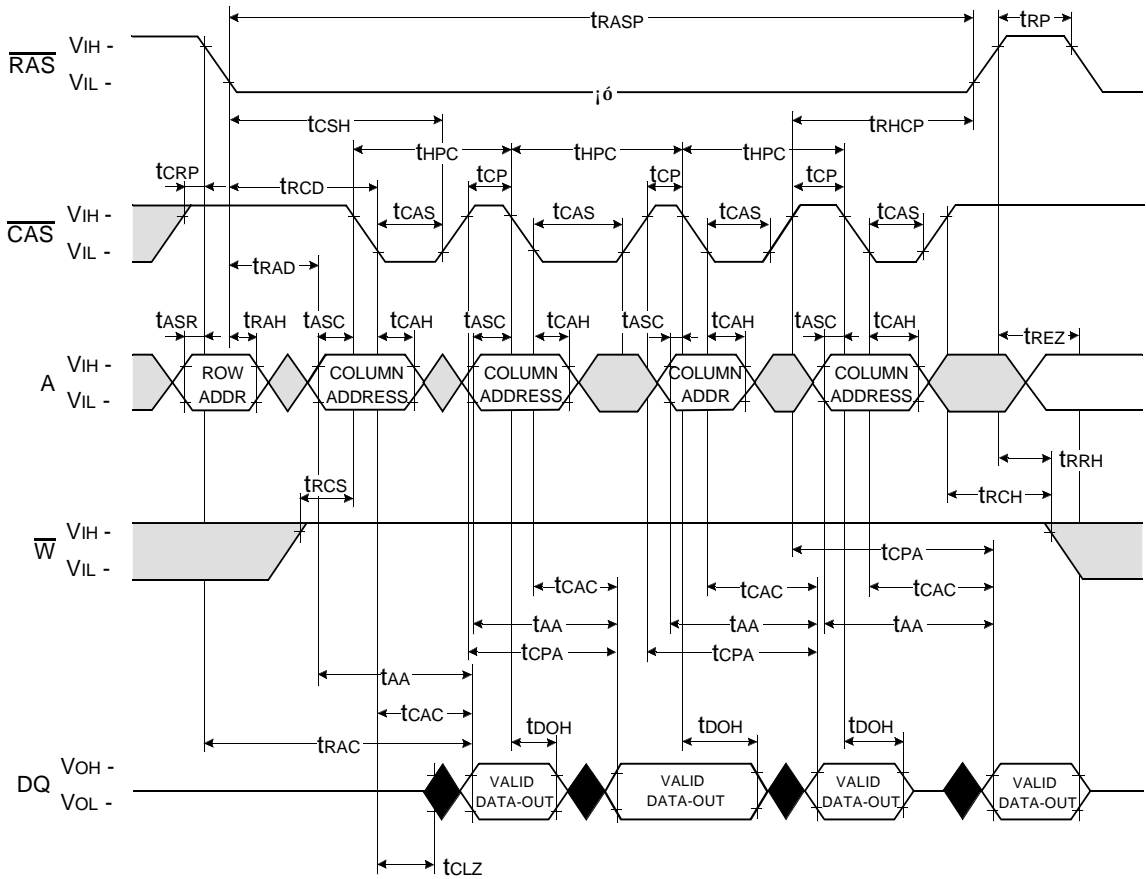 tRASP tRP
VIH -
RAS
VIL -
¡ó
tCSH tRHCP
tHPC tHPC tHPC
tCRP tRCD tCP tCP tCP
VIH -
CAS
tCAS tCAS tCAS tCAS
VIL -
tRAD
tASR tRAH tASC tCAH tASC tCAH tASC tCAH tASC tCAH tREZ
VIH -
A
VIL -
ROW
ADDR
COLUMN
ADDRESS
COLUMN
ADDRESS
COLUMN
ADDR
COLUMN
ADDRESS
tRRH
tRCS tRCH
VIH -
W
VIL -
tCPA
tCAC tCAC tCAC
tAA tAA tAA
tCPA tCPA
tAA
tCAC
tRAC tDOH tDOH tDOH
VOH -
DQ
VOL -
VALID
DATA-OUT
VALID
DATA-OUT
VALID
DATA-OUT
VALID
DATA-OUT
tCLZ